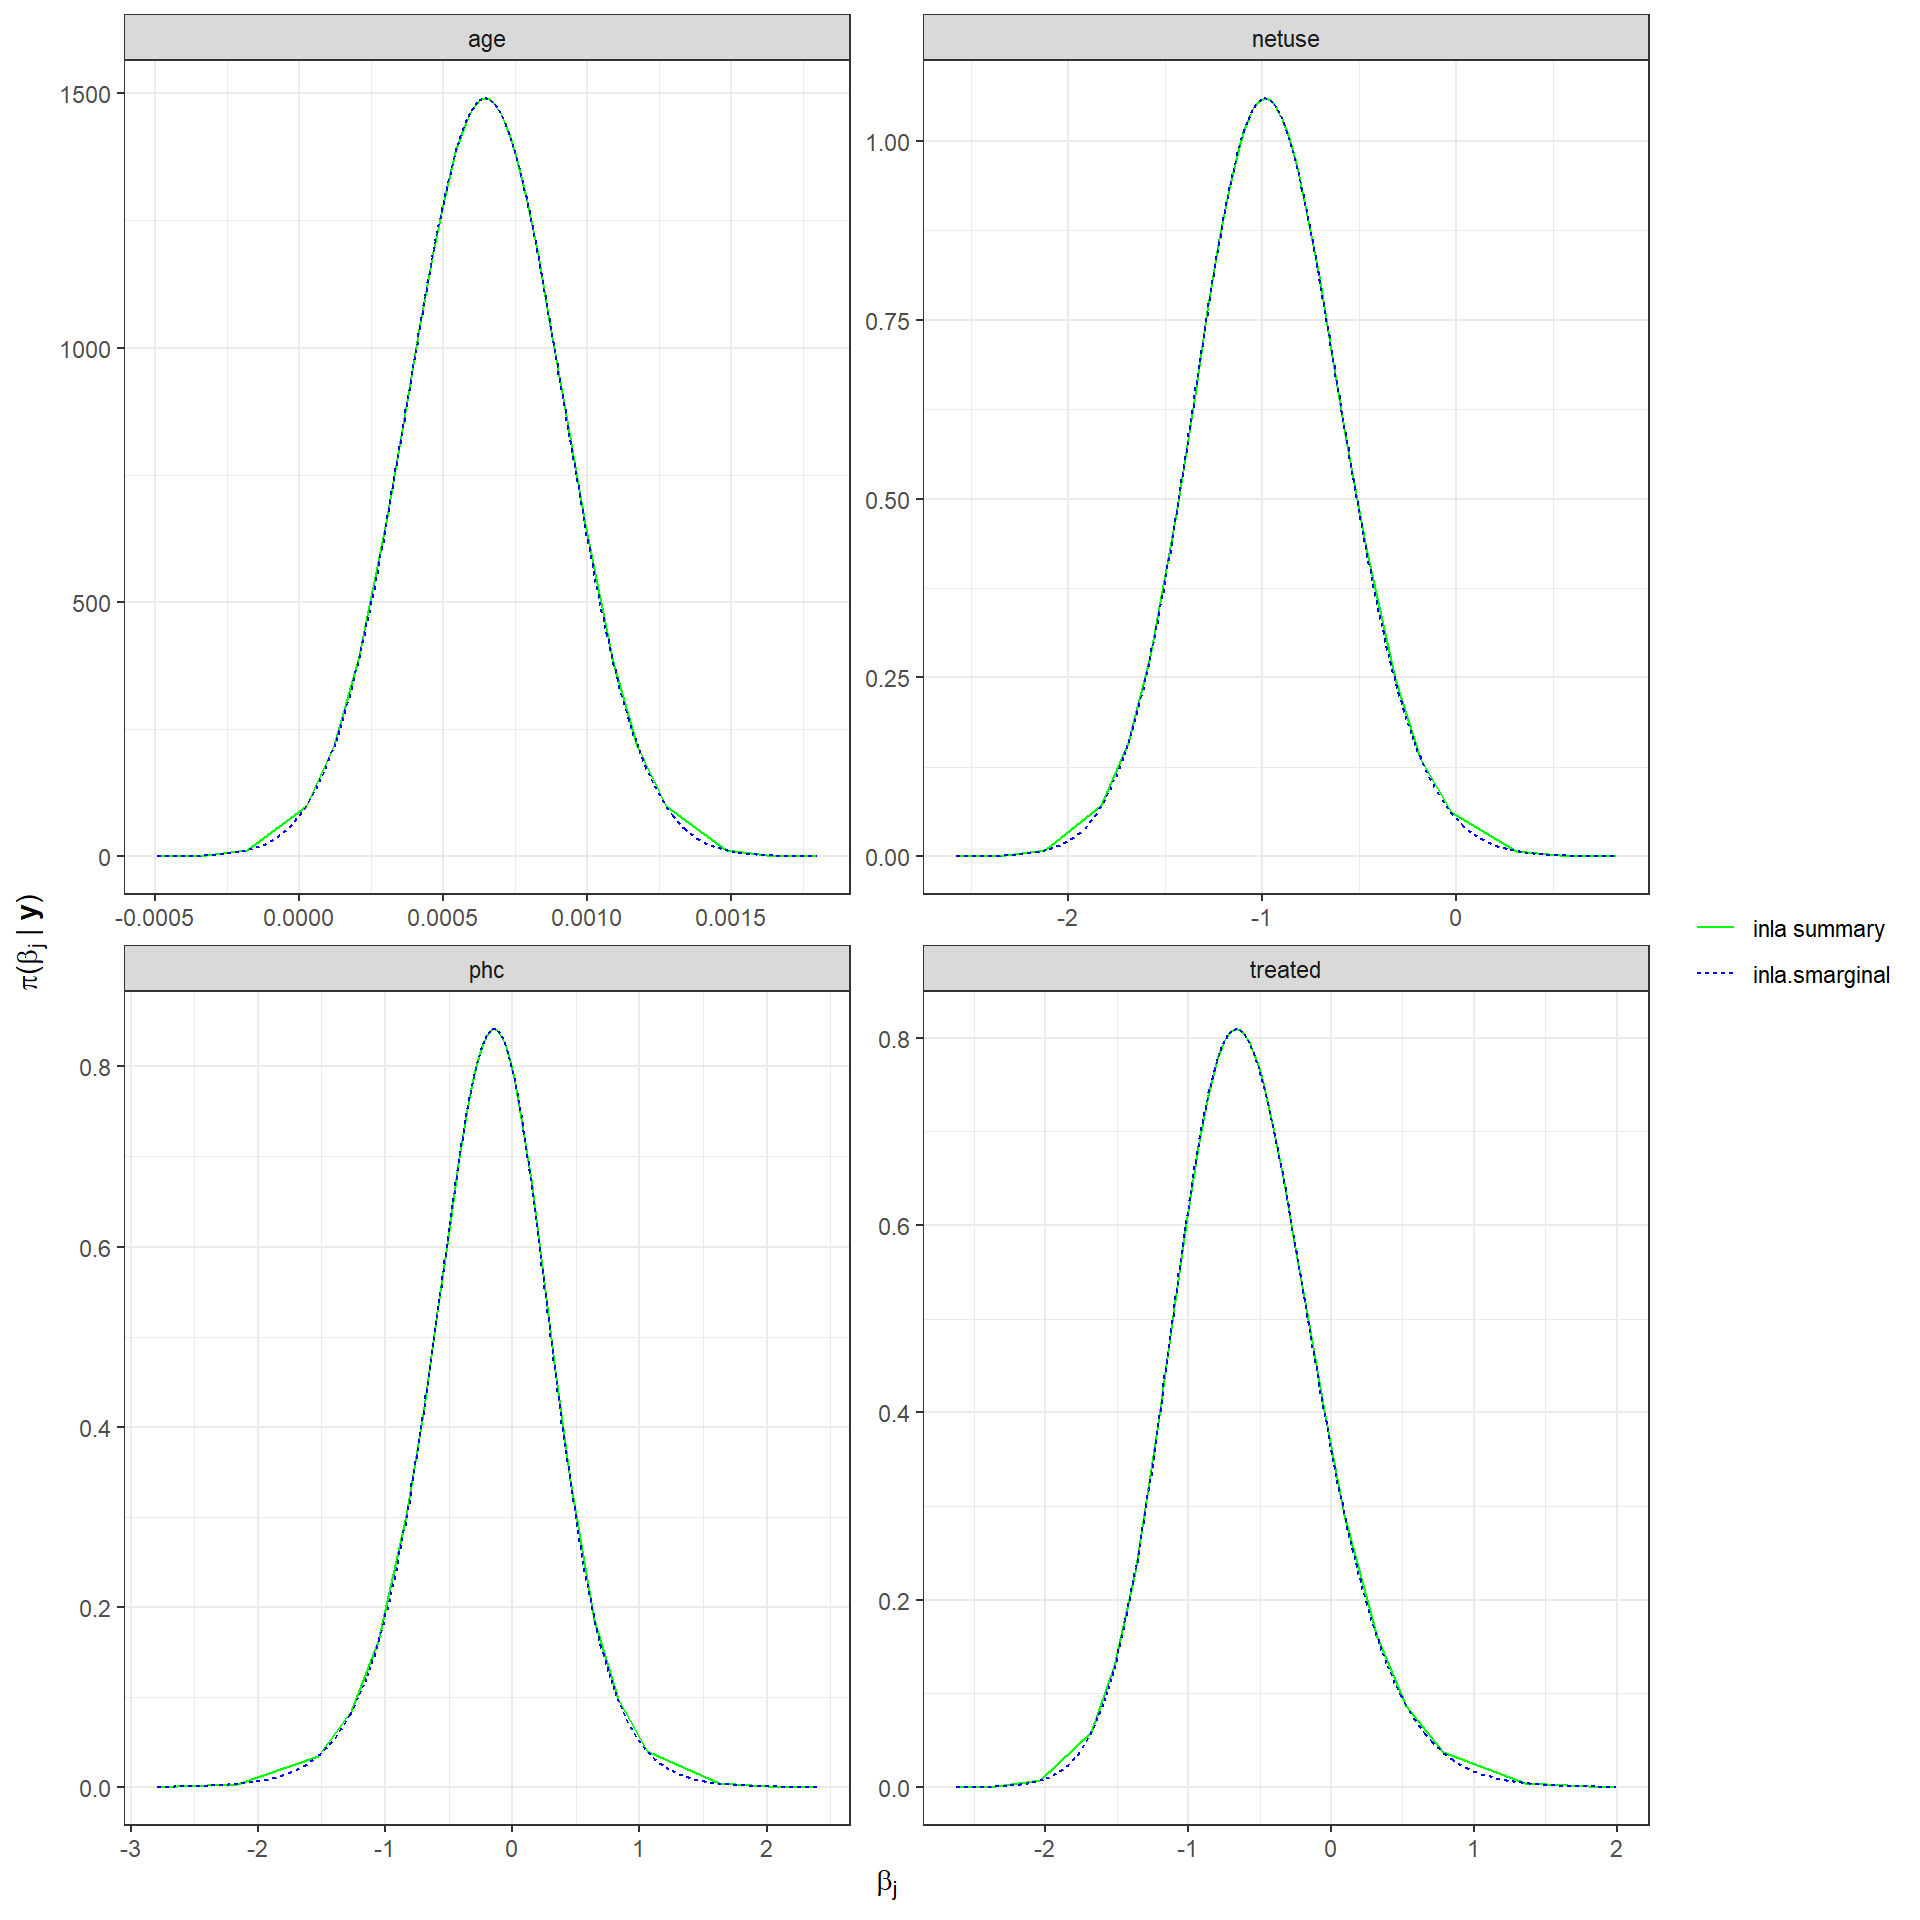 age
netuse
1500
1000
500
0
-0.0005 0.0000 0.0005 0.0010 0.0015
1.00
0.75
0.50
0.25
0.00
-2 -1 0
π(βj | y)
phc
treated
0.8
0.6
0.4
0.2
0.0
-3 -2 -1 0 1 2
0.8
0.6
0.4
0.2
0.0
-2 -1 0 1 2
βj
inla summary
inla.smarginal